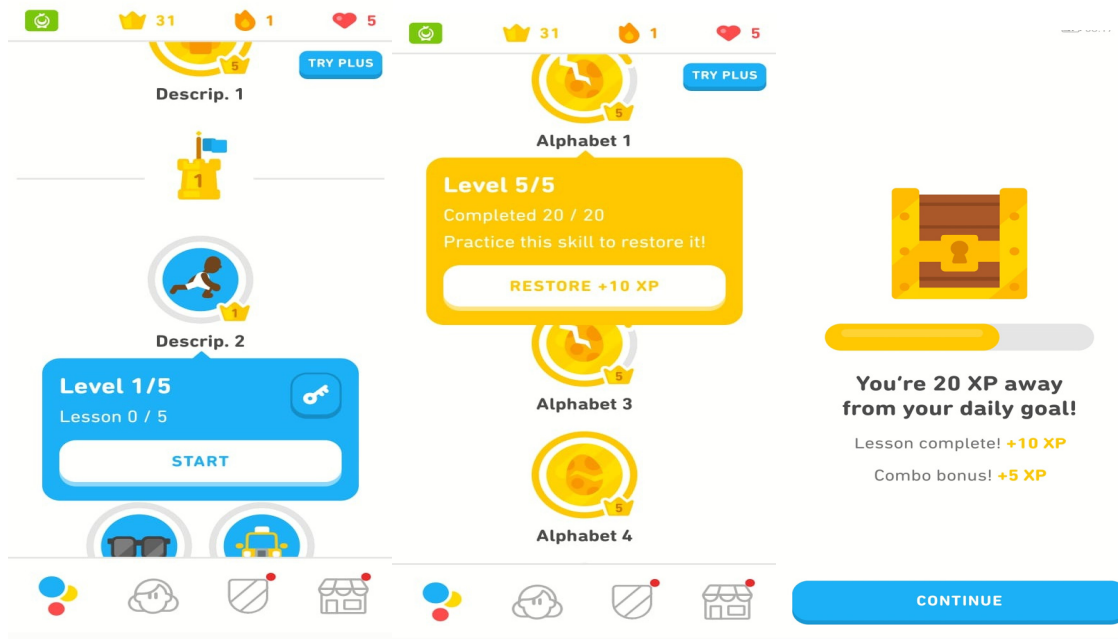 31
1
5
5
TRY PLUS
Descrip. 1
1
1
Descrip. 2
Level 1/5
Lesson 0 / 5
START
31
1
5
TRY PLUS
5
Alphabet 1
Level 5/5
Completed 20 / 20
Practice this skill to restore it!
RESTORE +10 XP
5
Alphabet 3
5
Alphabet 4
You're 20 XP away
from your daily goal!
Lesson complete! +10 XP
Combo bonus! +5 XP
CONTINUE